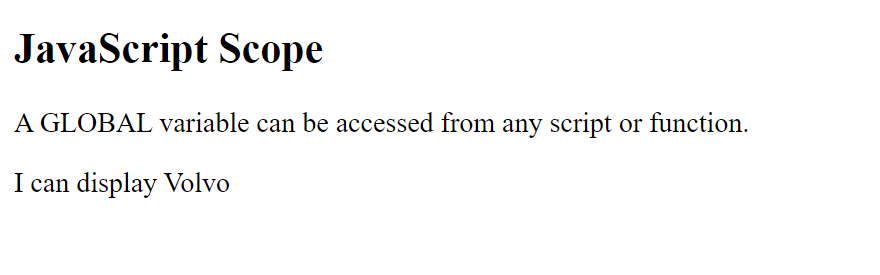 JavaScript Scope
A GLOBAL variable can be accessed from any script or function.
I can display Volvo